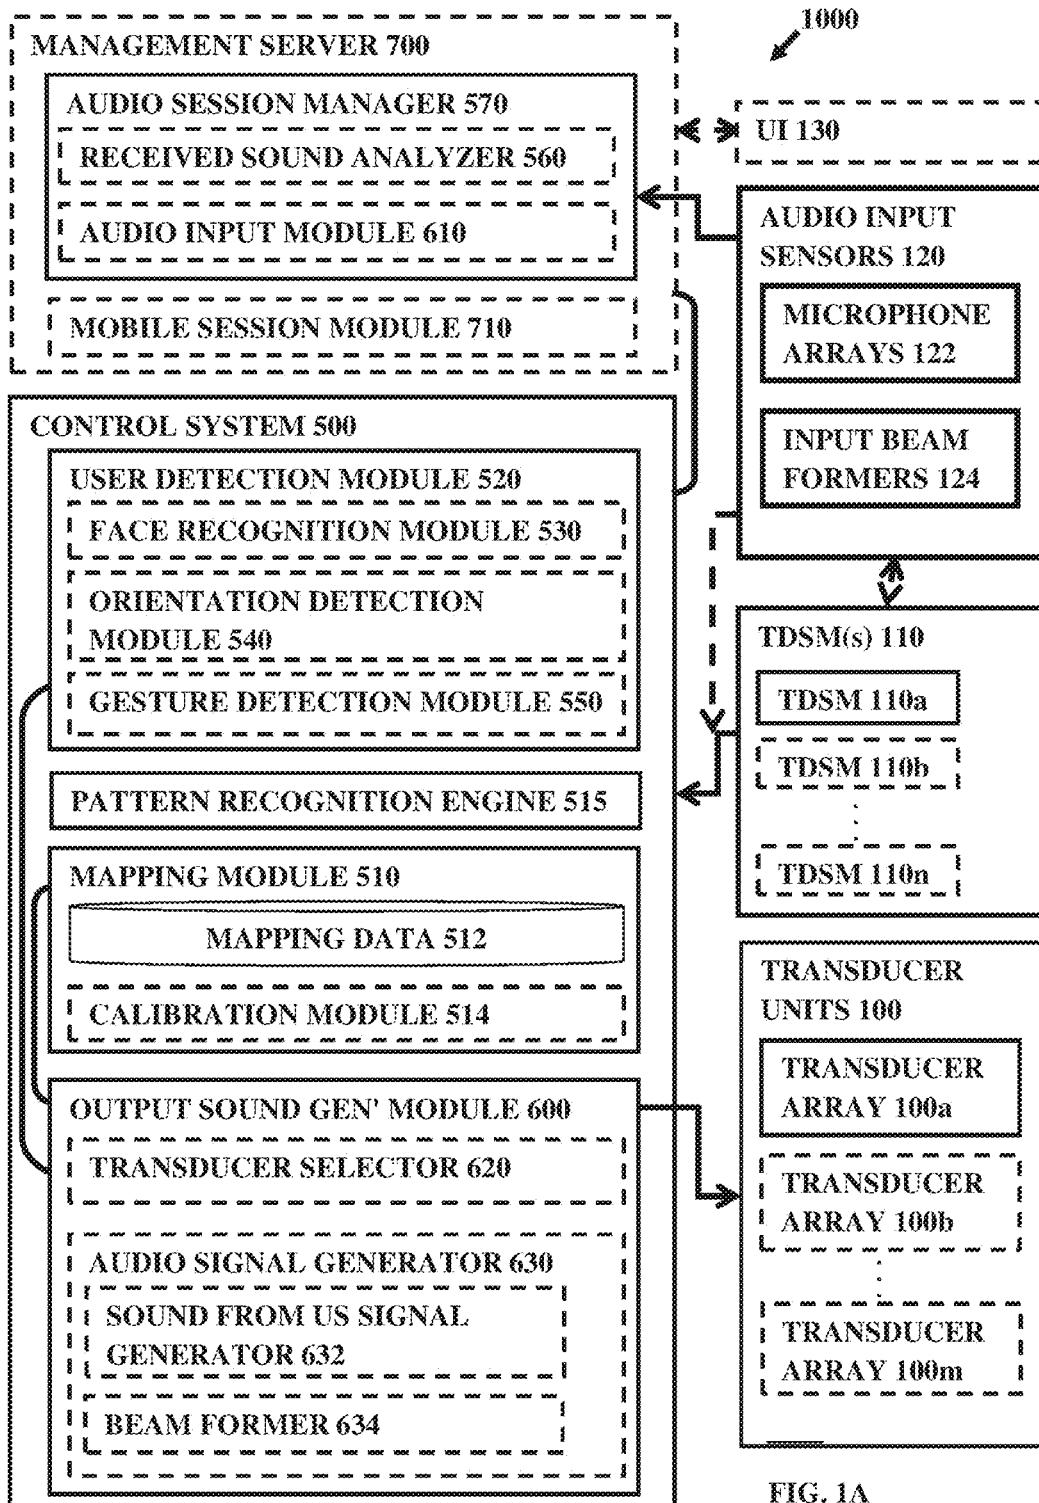 1000
MANAGEMENT SERVER 700
AUDIO SESSION MANAGER 570
RECEIVED SOUND ANALYZER 560
AUDIO INPUT MODULE 610
MOBILE SESSION MODULE 710
UI 130
AUDIO INPUT
SENSORS 120
MICROPHONE
ARRAYS 122
INPUT BEAM
FORMERS 124
CONTROL SYSTEM 500
USER DETECTION MODULE 520
FACE RECOGNITION MODULE 530
ORIENTATION DETECTION
MODULE 540
GESTURE DETECTION MODULE 550
PATTERN RECOGNITION ENGINE 515
MAPPING MODULE 510
MAPPING DATA 512
CALIBRATION MODULE 514
OUTPUT SOUND GEN' MODULE 600
TRANSDUCER SELECTOR 620
AUDIO SIGNAL GENERATOR 630
SOUND FROM US SIGNAL
GENERATOR 632
BEAM FORMER 634
TDSM(s) 110
TDSM 110a
TDSM 110b
TDSM 110n
TRANSDUCER
UNITS 100
TRANSDUCER
ARRAY 100a
TRANSDUCER
ARRAY 100b
TRANSDUCER
ARRAY 100m
FIG. 1A